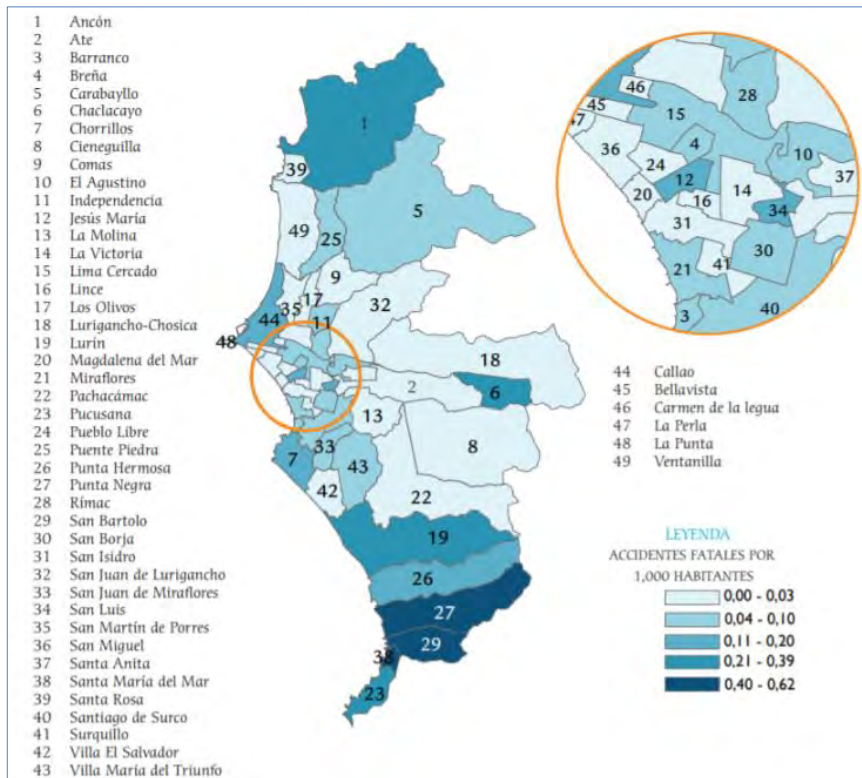 1 Ancón
2 Ate
3 Barranco
4 Breña
5 Carabayllo
6 Chaclacayo
7 Chorrillos
8 Cieneguilla
9 Comas
10 El Agustino
11 Independencia
12 Jesús María
13 La Molina
14 La Victoria
15 Lima Cercado
16 Lince
17 Los Olivos
18 Lurigancho-Chosica
19 Lurín
20 Magdalena del Mar
21 Miraflores
22 Pachacámac
23 Pucusana
24 Pueblo Libre
25 Puente Piedra
26 Punta Hermosa
27 Punta Negra
28 Rímac
29 San Bartolo
30 San Borja
31 San Isidro
32 San Juan de Lurigancho
33 San Juan de Miraflores
34 San Luis
35 San Martín de Porres
36 San Miguel
37 Santa Anita
38 Santa María del Mar
39 Santa Rosa
40 Santiago de Surco
41 Surquillo
42 Villa El Salvador
43 Villa María del Triunfo
1
39
5
49
25
9
17
35
32
44
11
48
18
2
6
13
8
7
33
43
42
22
19
26
27
29
38
23
46
28
45
15
47
36
4
10
24
37
12
14
20
16
34
31
30
21
41
3
40
44 Callao
45 Bellavista
46 Carmen de la legua
47 La Perla
48 La Punta
49 Ventanilla
LEYENDA
ACCIDENTES FATALES POR
1,000 HABITANTES
0,00 - 0,03
0,04 - 0,10
0,11 - 0,20
0,21 - 0,39
0,40 - 0,62